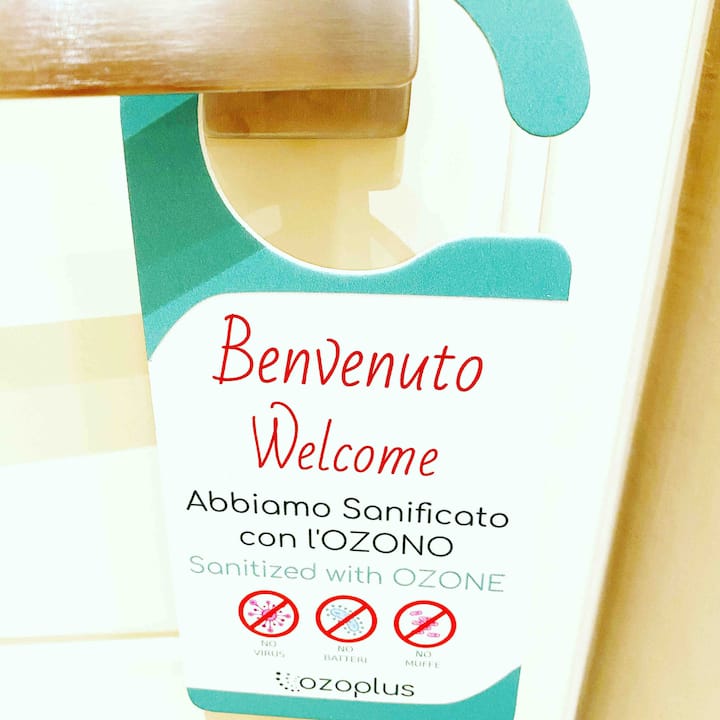 Benvenuto
Welcome
Abbiamo Sanificato
con l'OZONO
Sanitized with OZONE
NO
VIRUS
NO
BATTERI
NO
MUFFE
ozoplus